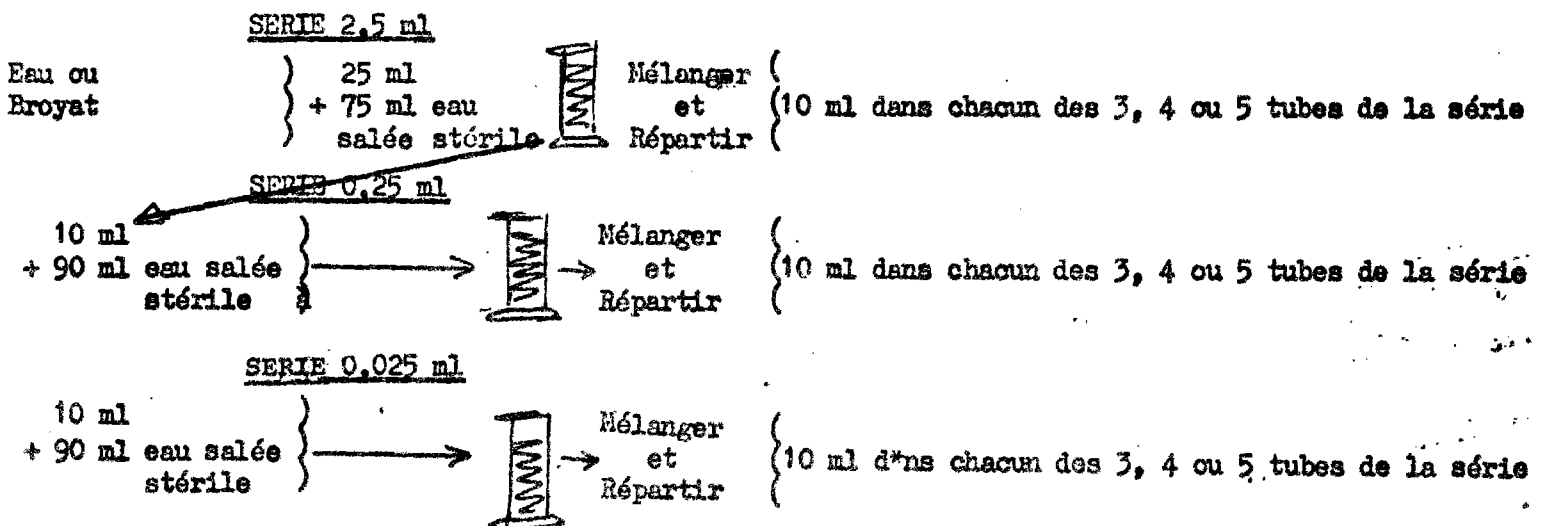 SERIE 2,5 ml
Eau ou
Broyat
25 ml
+ 75 ml eau
salée stérile
Mélanger
et
Répartir
10 ml dans chacun des 3, 4 ou 5 tubes de la série
SERIE 0,25 ml
10 ml
+ 90 ml eau salée
stérile
Mélanger
et
Répartir
10 ml dans chacun des 3, 4 ou 5 tubes de la série
SERIE 0,025 ml
10 ml
+ 90 ml eau salée
stérile
Mélanger
et
Répartir
10 ml d*ns chacun des 3, 4 ou 5 tubes de la série